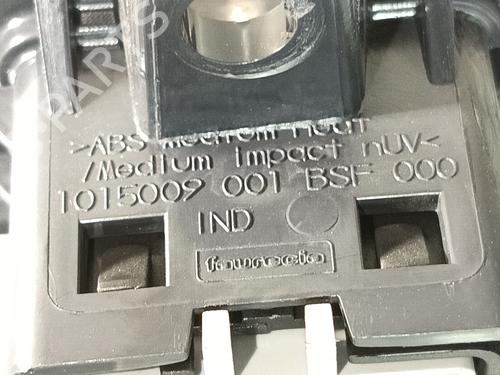 >ABS Medium Heat
/Medium impact nUV<
1015009 001 BSF 000
IND
faurecia